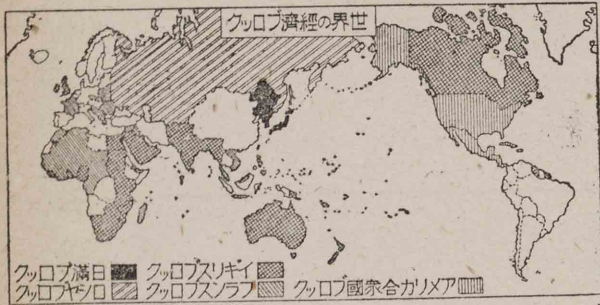 世界の經濟ブロック
イギリスブロック 日滿ブロック
アメリカ合衆國ブロック フランスブロック ロシヤブロック